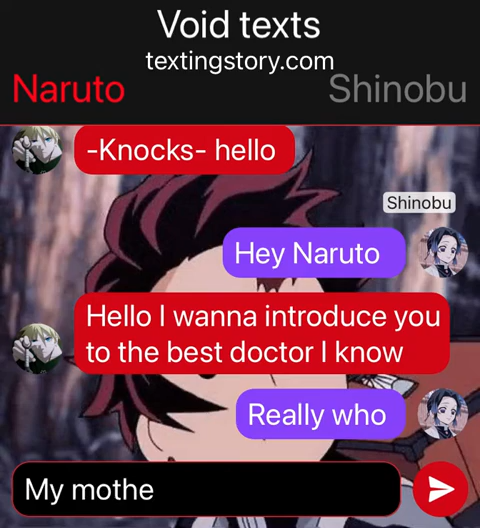 Void texts
textingstory.com
Naruto Shinobu
-Knocks- hello
Shinobu
Hey Naruto
Hello I wanna introduce you
to the best doctor I know
Really who
My mothe